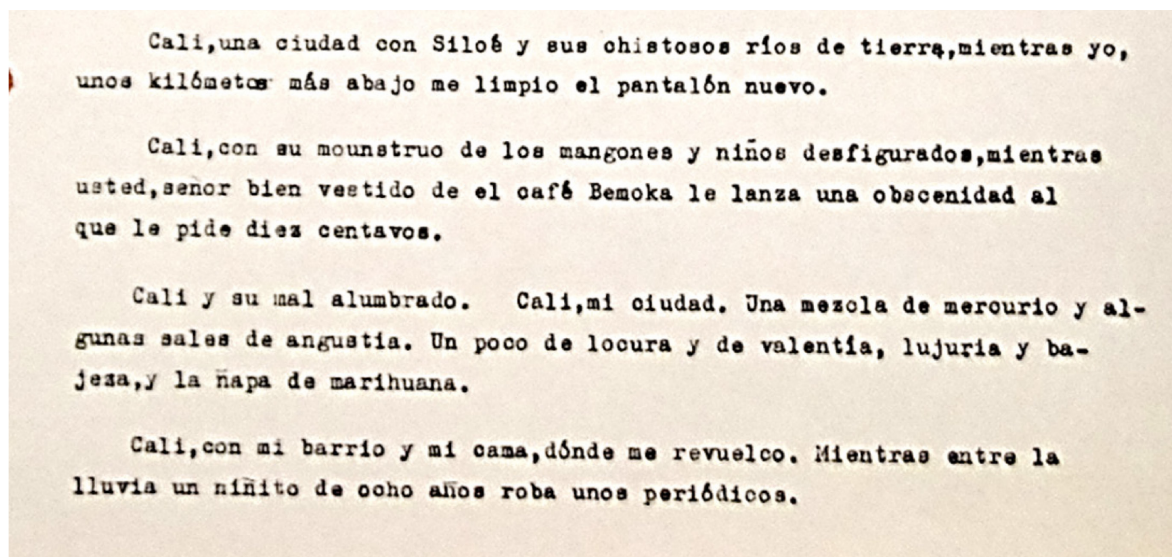 Cali,una ciudad con Siloé y sus chistosos ríos de tierra,mientras yo,
unos kilómetos más abajo me limpio el pantalón nuevo.
Cali,con su mounstruo de los mangones y niños desfigurados,mientras
usted,señor bien vestido de el café Bemoka le lanza una obscenidad al
que le pide diez centavos.
Cali y su mal alumbrado. Cali,mi ciudad. Una mezcla de mercurio y al-
gunas sales de angustia. Un poco de locura y de valentía, lujuria y ba-
jeza,y la ñapa de marihuana.
Cali,con mi barrio y mi cama,dónde me revuelco. Mientras entre la
lluvia un niñito de ocho años roba unos periódicos.